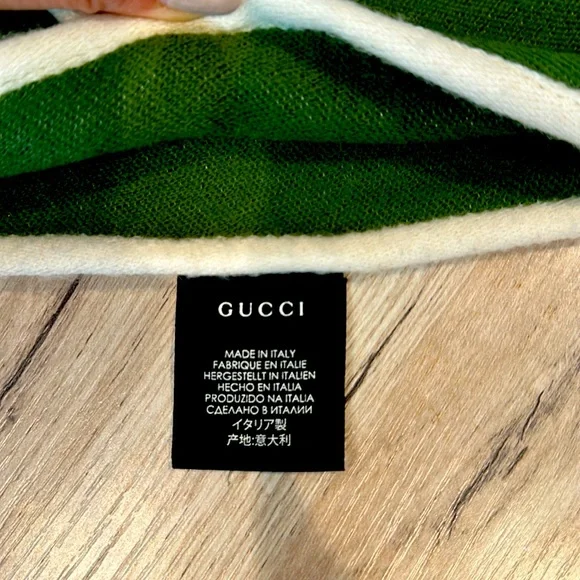 GUCCI
MADE IN ITALY
FABRIQUE EN ITALIE
HERGESTELLT IN ITALIEN
HECHO EN ITALIA
PRODUZIDO NA ITALIA
СДЕЛАНО В ИТАЛИИ
イタリア製
产地:意大利